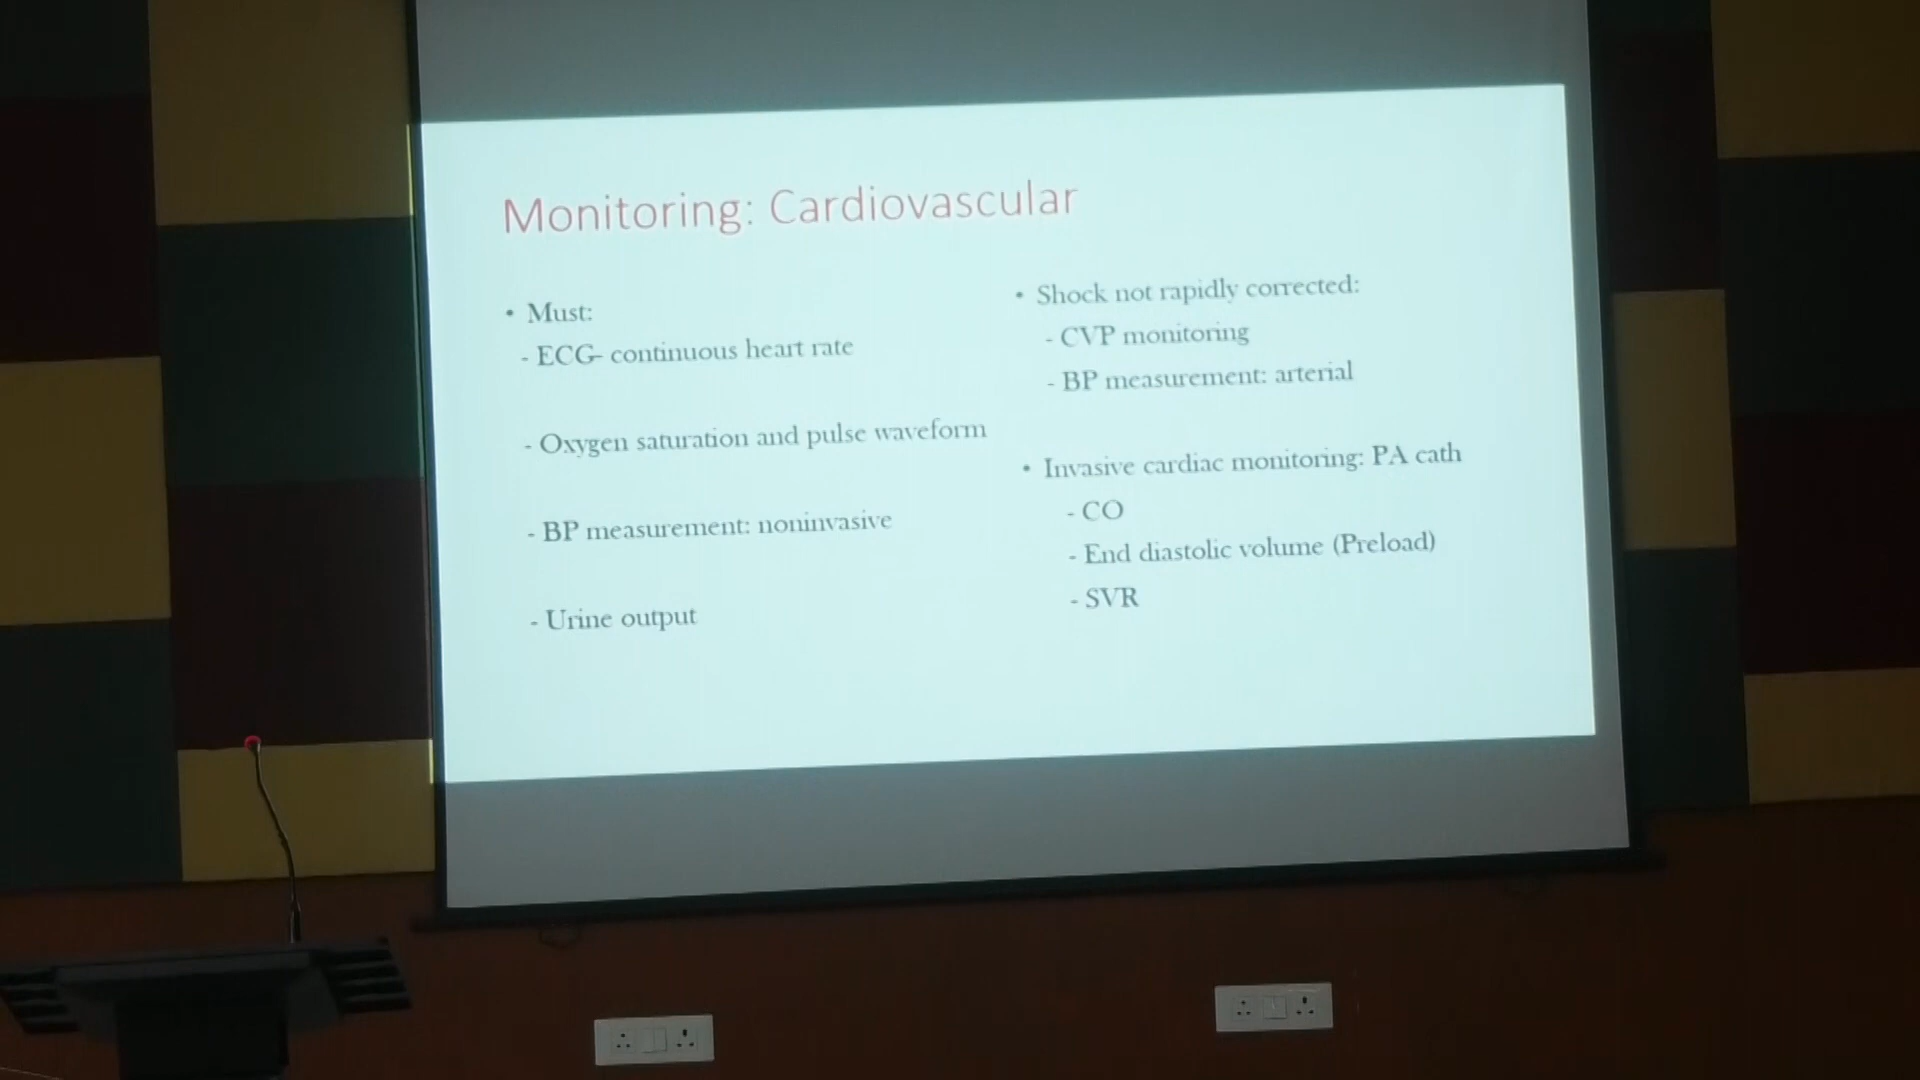 Monitoring: Cardiovascular
• Must:
- ECG- continuous heart rate
- Oxygen saturation and pulse waveform
- BP measurement: noninvasive
- Urine output
• Shock not rapidly corrected:
- CVP monitoring
- BP measurement: arterial
• Invasive cardiac monitoring: PA cath
- CO
- End diastolic volume (Preload)
- SVR